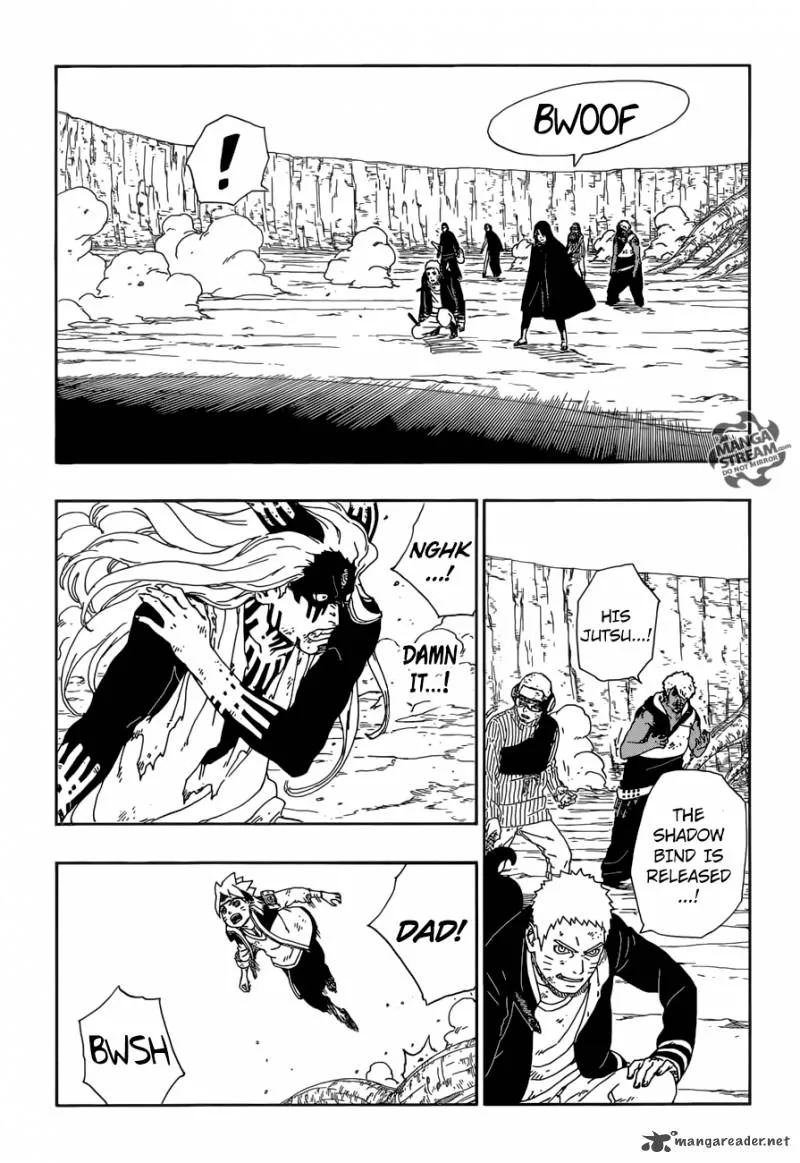 BWOOF
!
HIS
JUTSU...!
THE
SHADOW
BIND IS
RELEASED
...!
NGHK
...!
DAMN
IT...!
DAD!
BWSH
MANGA
STREAM.com
DO NOT MIRROR
mangareader.net